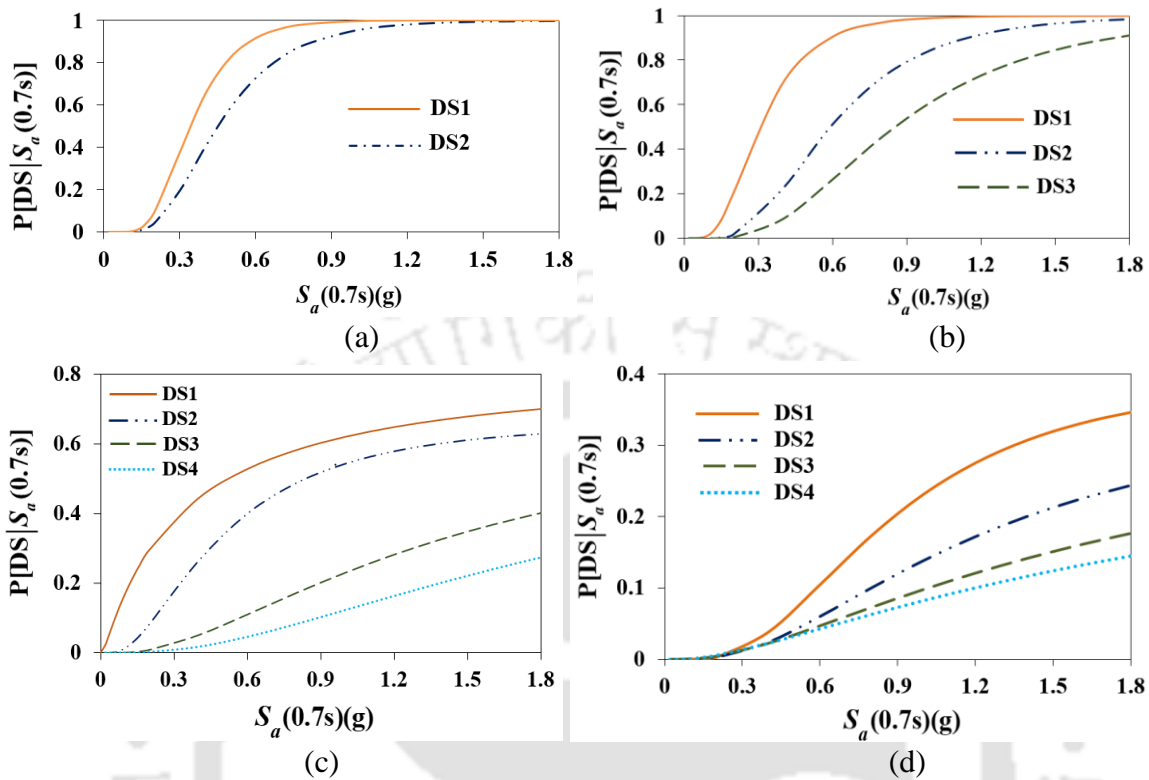 P[DS|Sa(0.7s)]
1
0.8
0.6
0.4
0.2
0
DS1
DS2
0 0.3 0.6 0.9 1.2 1.5 1.8
Sa(0.7s)(g)
(a)
P[DS|Sa(0.7s)]
1
0.8
0.6
0.4
0.2
0
DS1
DS2
DS3
0 0.3 0.6 0.9 1.2 1.5 1.8
Sa(0.7s)(g)
(b)
P[DS|Sa(0.7s)]
0.8
0.6
0.4
0.2
0
DS1
DS2
DS3
DS4
0 0.3 0.6 0.9 1.2 1.5 1.8
Sa(0.7s)(g)
(c)
P[DS|Sa(0.7s)]
0.4
0.3
0.2
0.1
0
DS1
DS2
DS3
DS4
0 0.3 0.6 0.9 1.2 1.5 1.8
Sa(0.7s)(g)
(d)